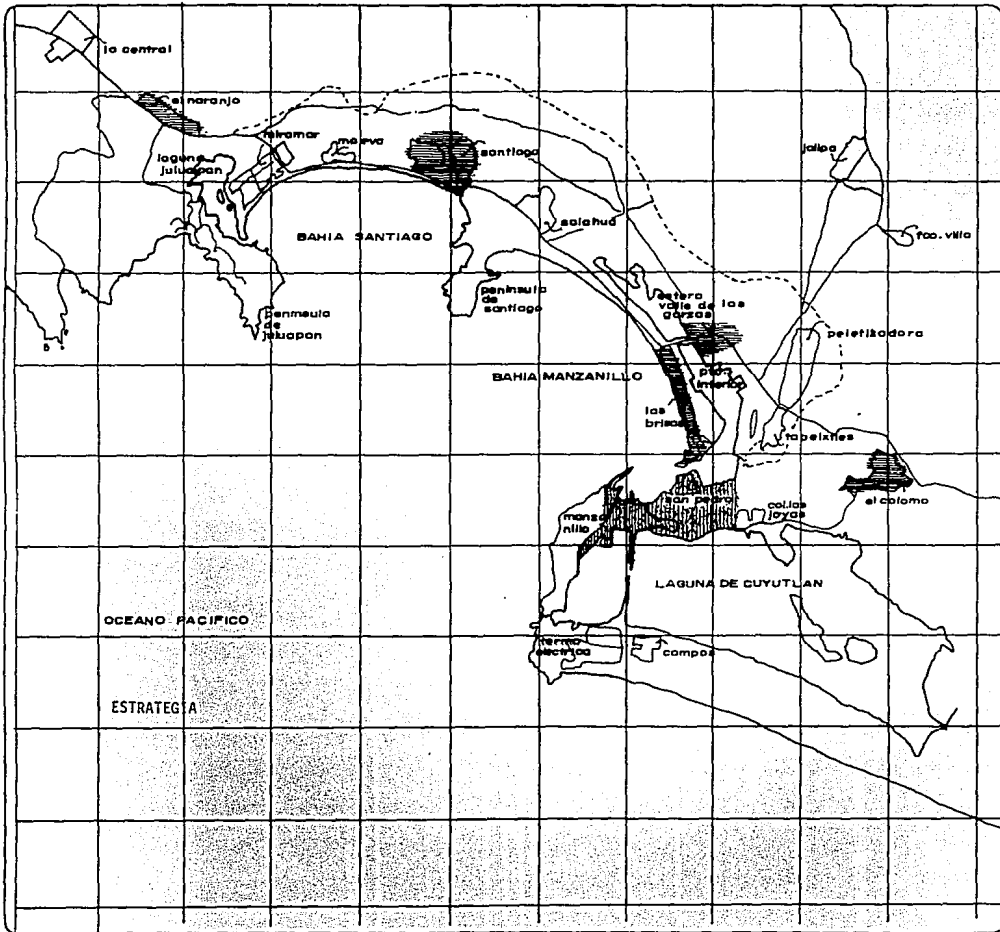 la central
el naranjo
miramar
maeva
santiago
laguna
juluapan
jalipa
salahua
BAHIA SANTIAGO
fco. villa
peninsula
de
santiago
estero
valle de las
garzas
peninsula
de
juluapan
peletizadora
BAHIA MANZANILLO
pto.
interior
las
brisas
tapeixtles
el colomo
san pedro
col. las
joyas
manza
nillo
LAGUNA DE CUYUTLAN
OCEANO PACIFICO
termo
electrica
campos
ESTRATEGIA